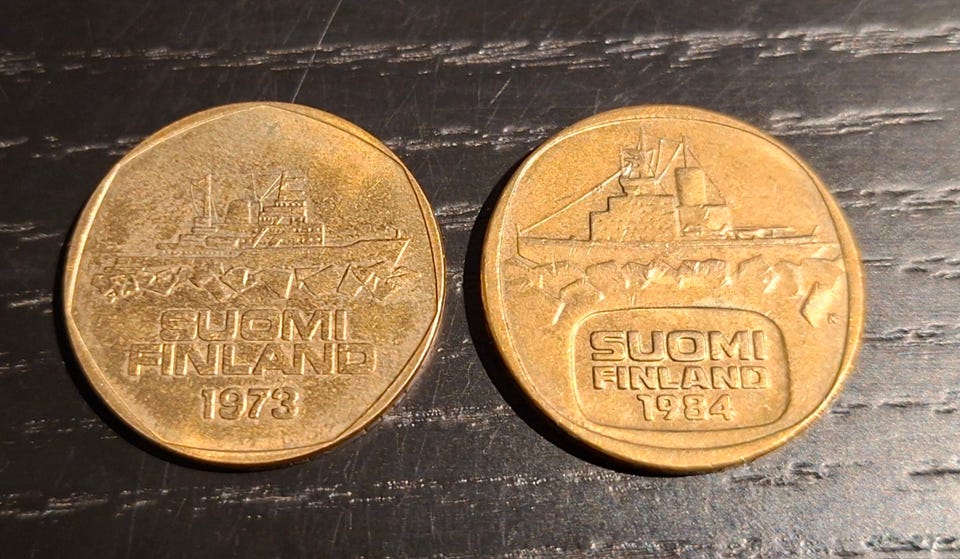 SUOMI
FINLAND
1973
SUOMI
FINLAND
1984
K